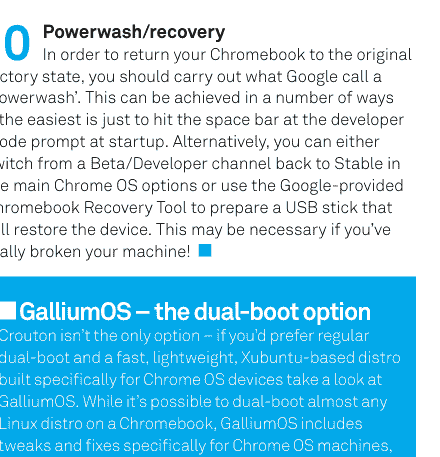 0 Powerwash/recovery
In order to return your Chromebook to the original
ctory state, you should carry out what Google call a
owerwash’. This can be achieved in a number of ways
the easiest is just to hit the space bar at the developer
ode prompt at startup. Alternatively, you can either
witch from a Beta/Developer channel back to Stable in
e main Chrome OS options or use the Google-provided
hromebook Recovery Tool to prepare a USB stick that
ll restore the device. This may be necessary if you’ve
ally broken your machine!
GalliumOS – the dual-boot option
Crouton isn’t the only option – if you’d prefer regular
dual-boot and a fast, lightweight, Xubuntu-based distro
built specifically for Chrome OS devices take a look at
GalliumOS. While it’s possible to dual-boot almost any
Linux distro on a Chromebook, GalliumOS includes
tweaks and fixes specifically for Chrome OS machines,